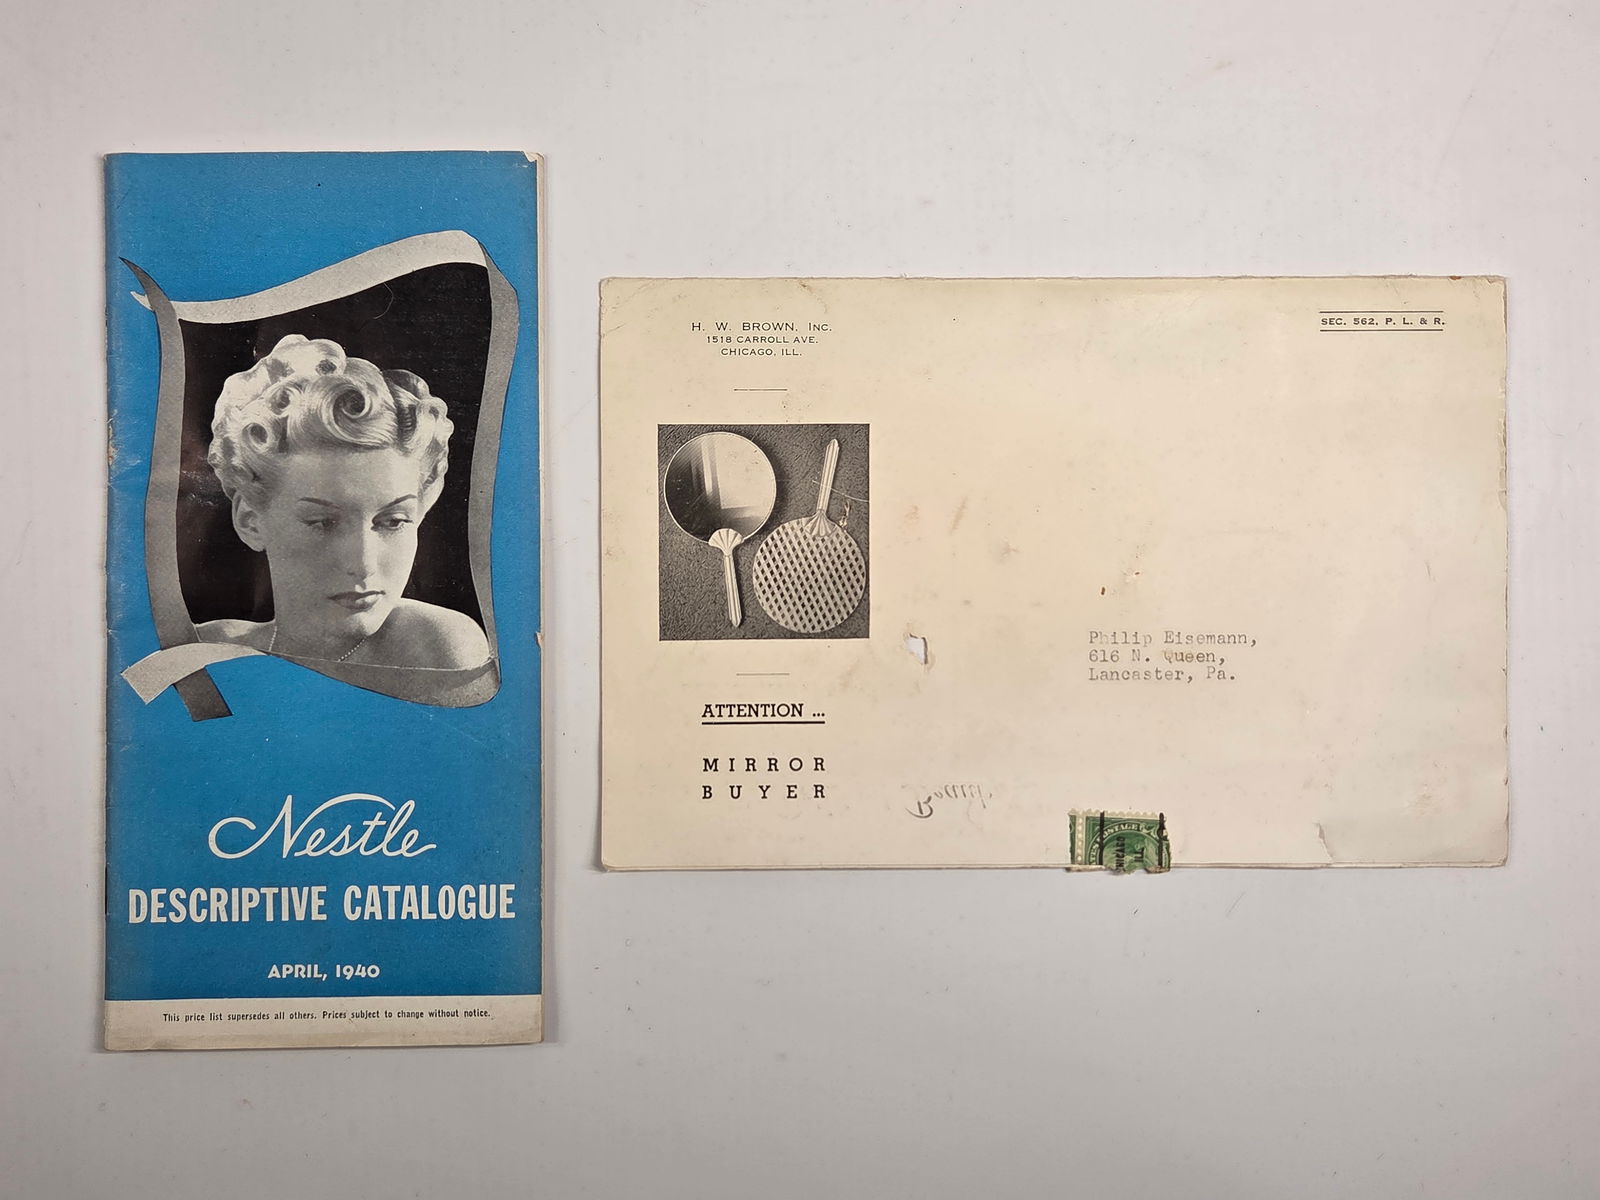 Nestle
DESCRIPTIVE CATALOGUE
APRIL, 1940
This price list supersedes all others. Prices subject to change without notice.
H. W. BROWN, INC.
1518 CARROLL AVE.
CHICAGO, ILL.
SEC. 562, P. L. & R.
ATTENTION ...
MIRROR
BUYER
Philip Eisemann,
616 N. Queen,
Lancaster, Pa.
POSTAGE